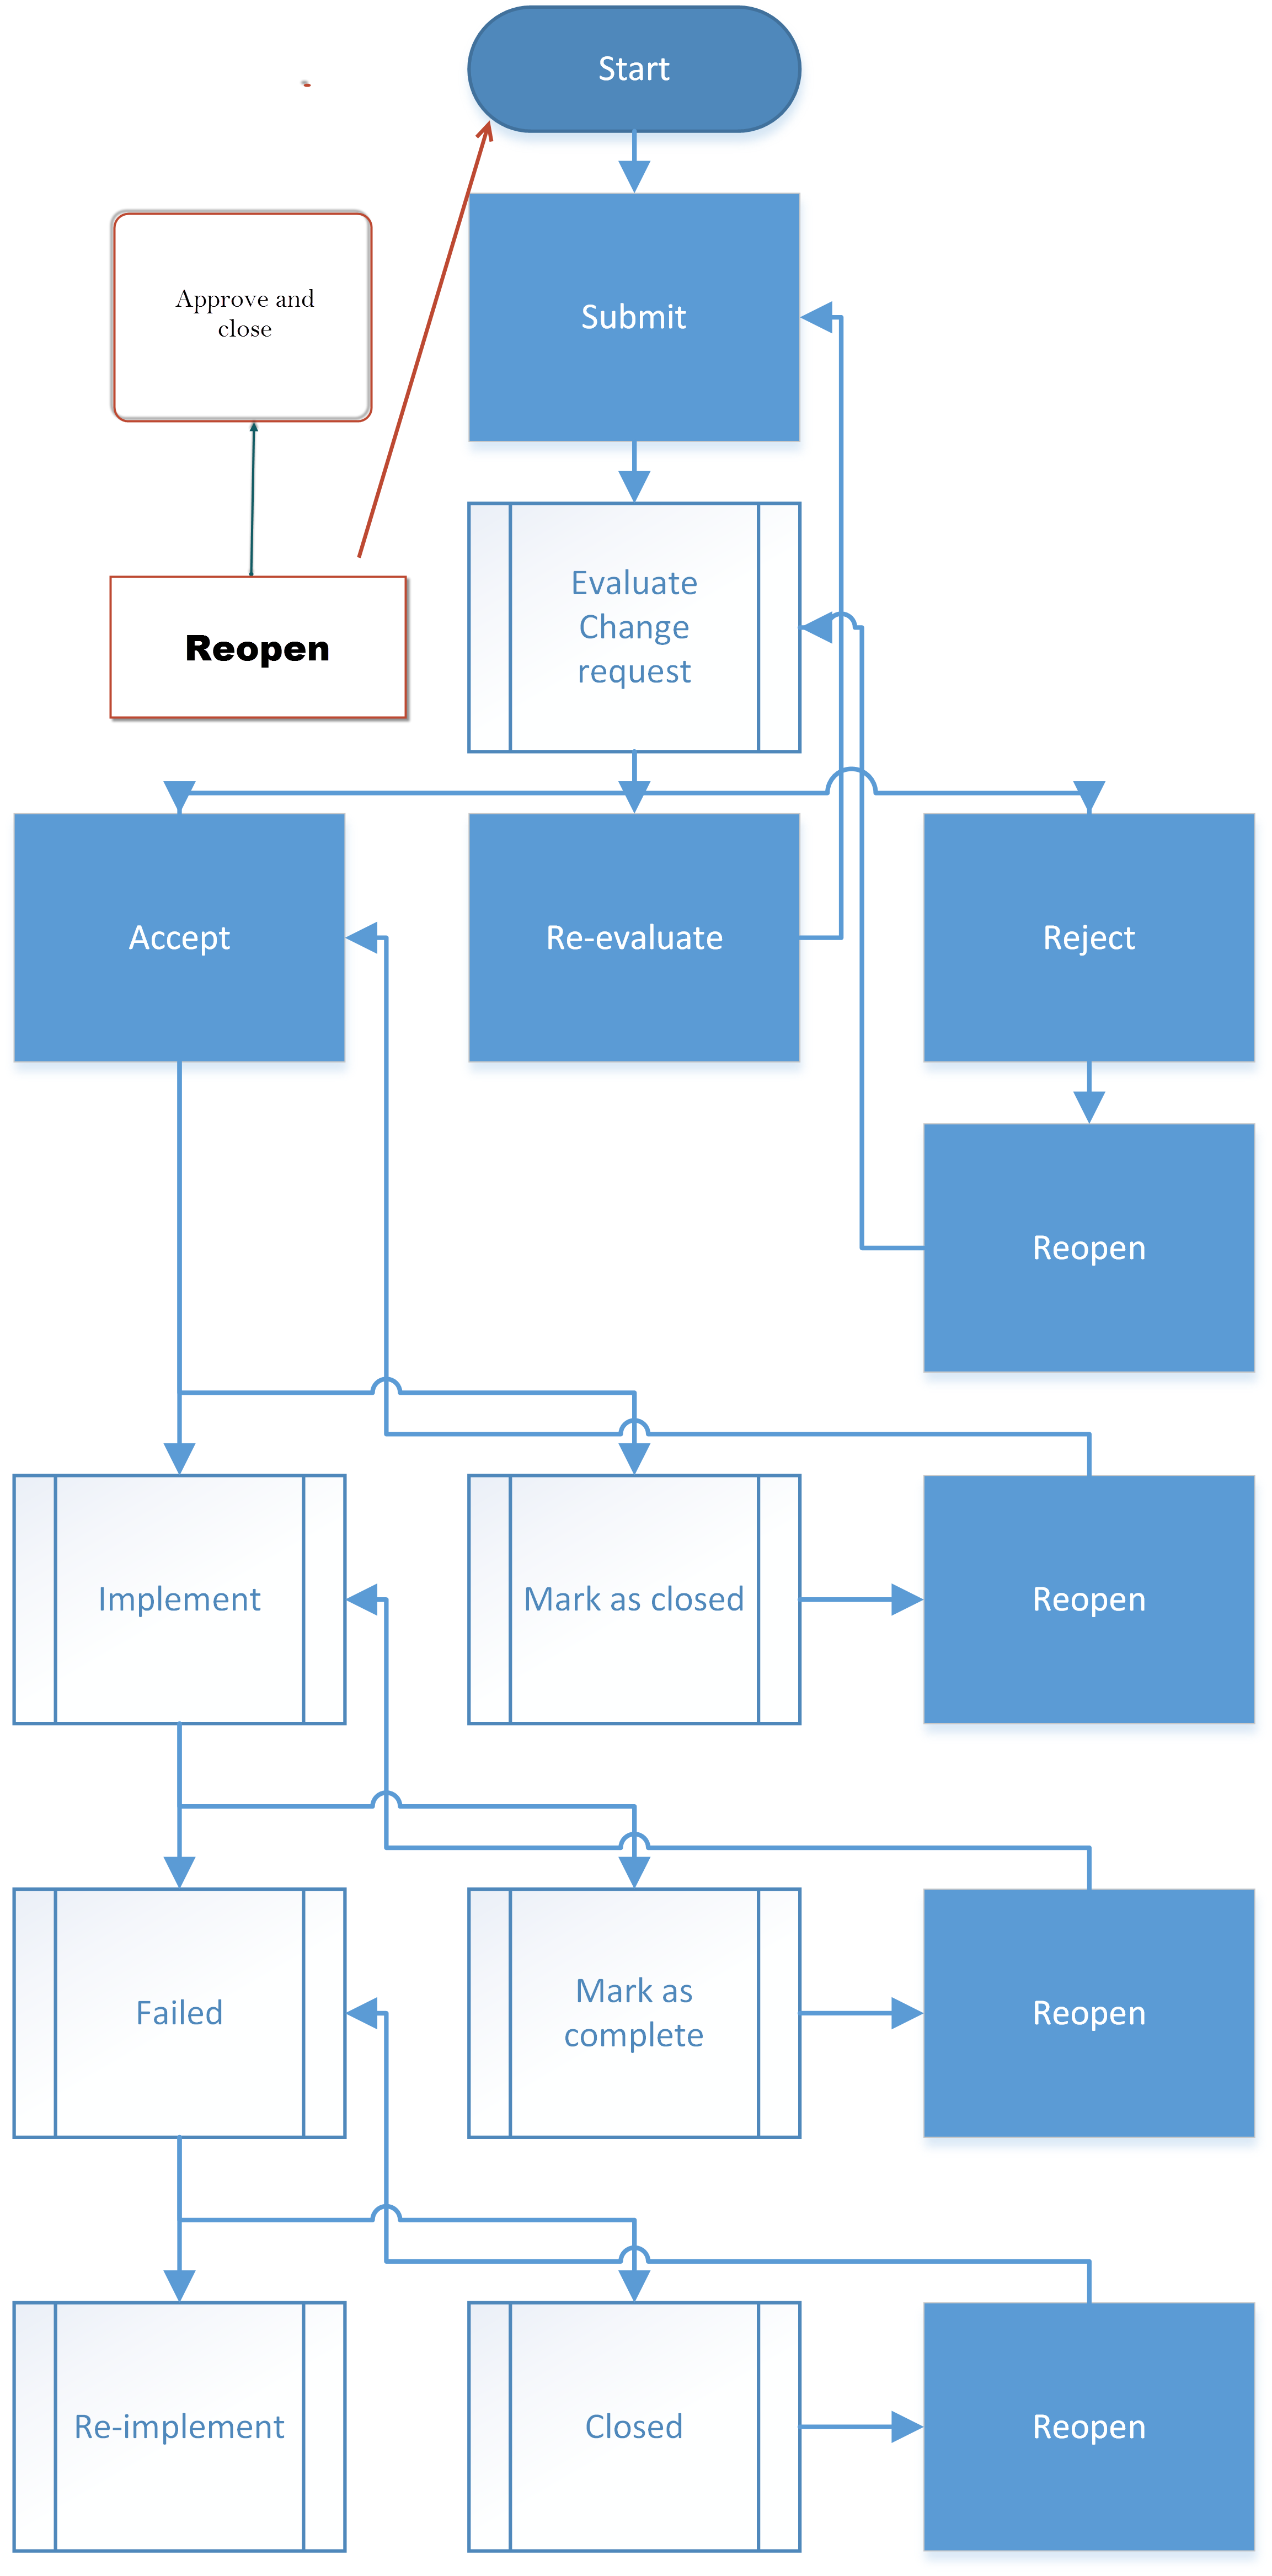 Start
Approve and
close
Submit
Evaluate
Change
request
Reopen
Accept
Re-evaluate
Reject
Reopen
Implement
Mark as closed
Reopen
Failed
Mark as
complete
Reopen
Re-implement
Closed
Reopen